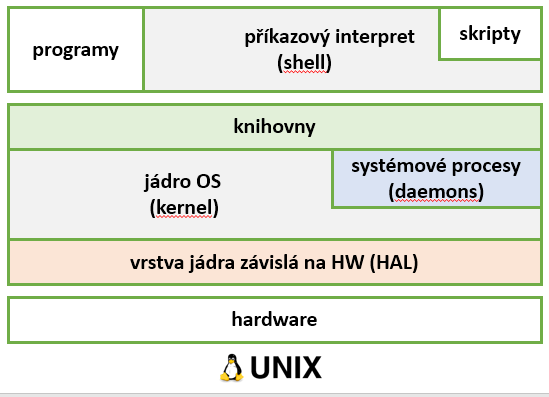 programy
příkazový interpret
(shell)
skripty
knihovny
jádro OS
(kernel)
systémové procesy
(daemons)
vrstva jádra závislá na HW (HAL)
hardware
UNIX